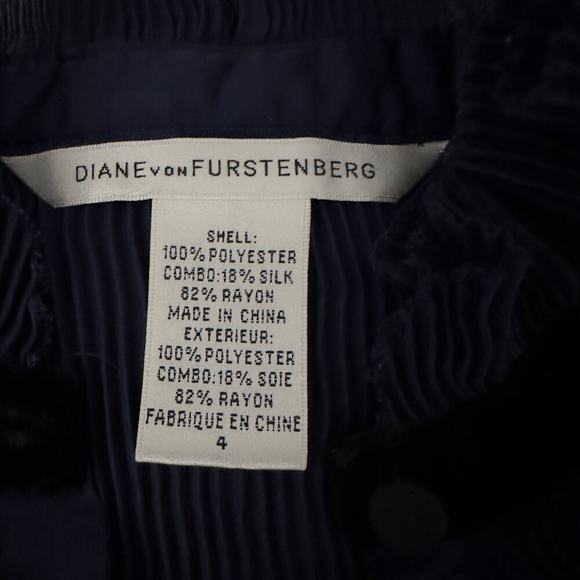 DIANE VON FURSTENBERG
SHELL:
100% POLYESTER
COMBO:18% SILK
82% RAYON
MADE IN CHINA
EXTERIEUR:
100% POLYESTER
COMBO:18% SOIE
82% RAYON
FABRIQUE EN CHINE
4